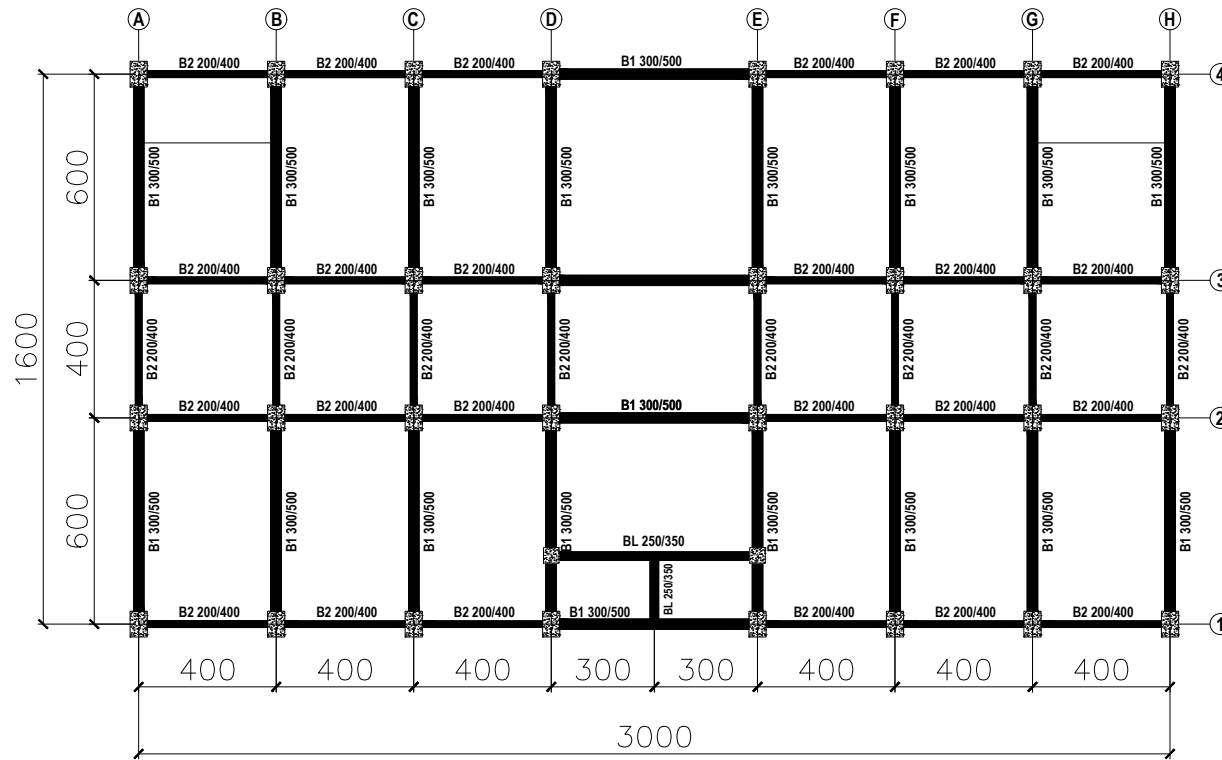 A B C D E F G H
B2 200/400 B2 200/400 B2 200/400 B1 300/500 B2 200/400 B2 200/400 B2 200/400
4
600
B1 300/500 B1 300/500 B1 300/500 B1 300/500 B1 300/500 B1 300/500 B1 300/500 B1 300/500
B2 200/400 B2 200/400 B2 200/400 B2 200/400 B2 200/400 B2 200/400
3
1600
400
B2 200/400 B2 200/400 B2 200/400 B2 200/400 B2 200/400 B2 200/400 B2 200/400 B2 200/400
B2 200/400 B2 200/400 B2 200/400 B1 300/500 B2 200/400 B2 200/400 B2 200/400
2
600
B1 300/500 B1 300/500 B1 300/500 B1 300/500 B1 300/500 B1 300/500 B1 300/500 B1 300/500
BL 250/350
BL 250/350
B2 200/400 B2 200/400 B2 200/400 B1 300/500 B2 200/400 B2 200/400 B2 200/400
1
400 400 400 300 300 400 400 400
3000